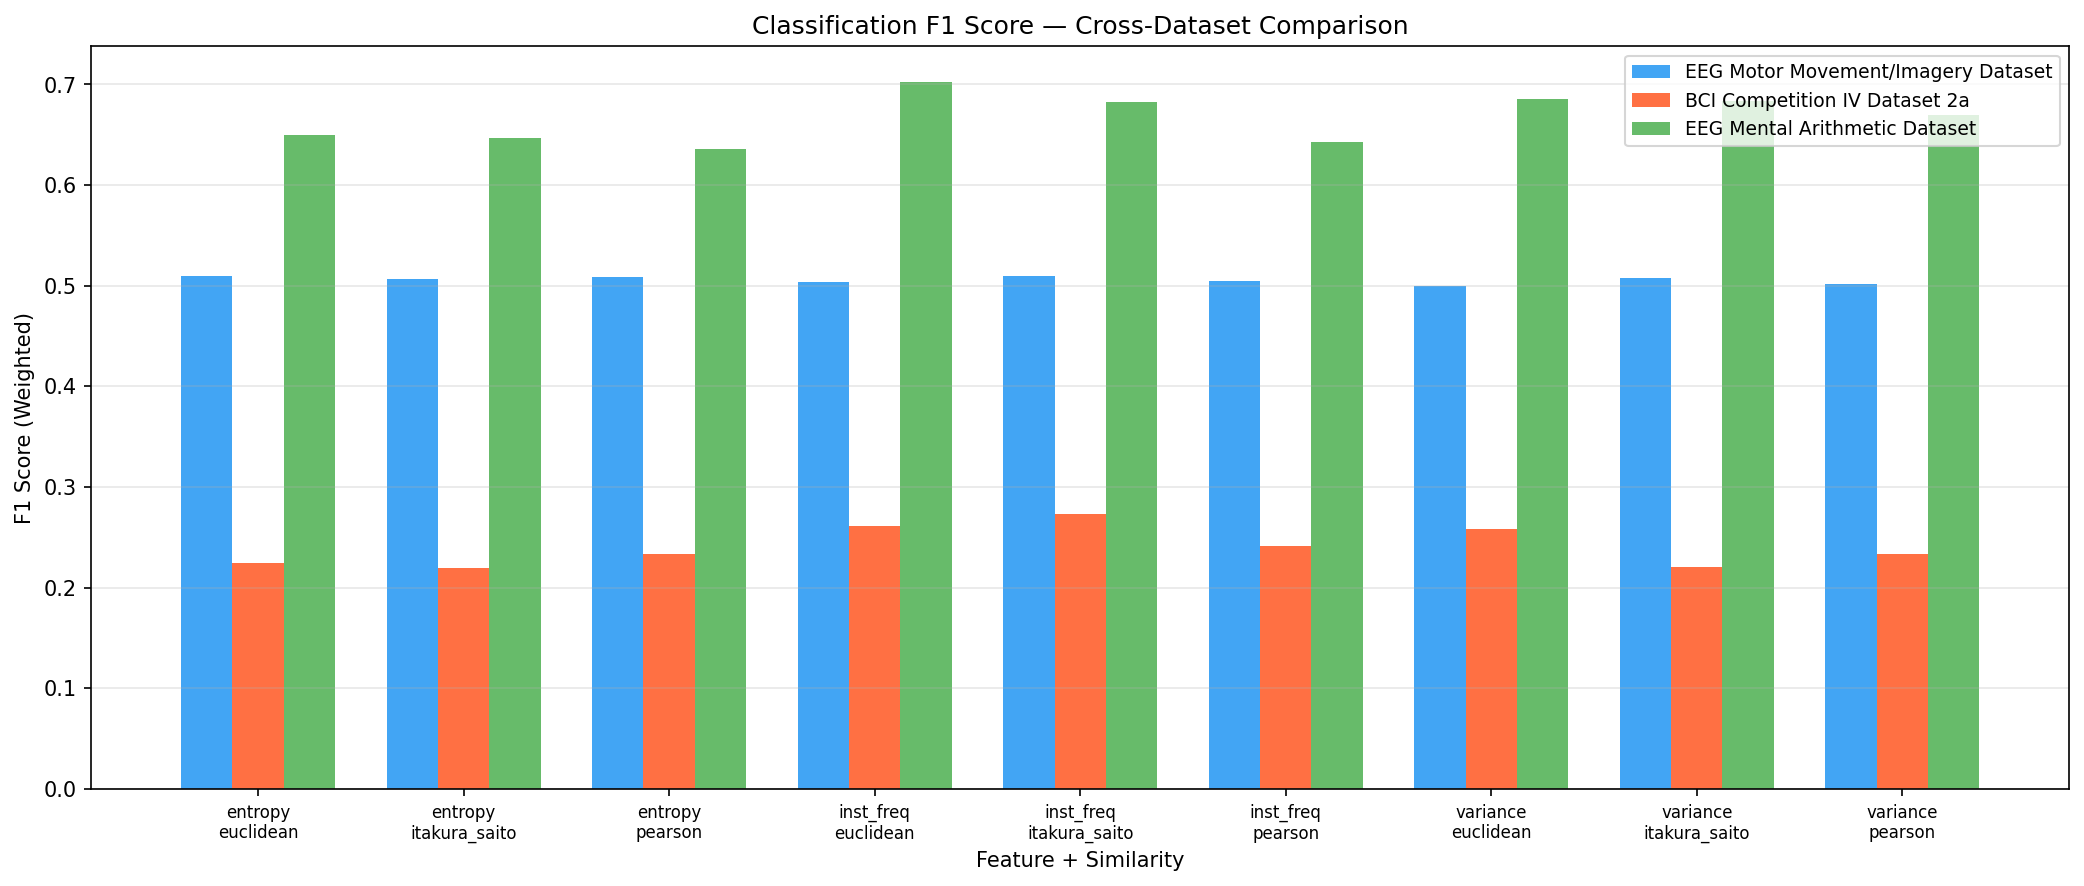 Classification F1 Score — Cross-Dataset Comparison
EEG Motor Movement/Imagery Dataset
BCI Competition IV Dataset 2a
EEG Mental Arithmetic Dataset
F1 Score (Weighted)
0.7
0.6
0.5
0.4
0.3
0.2
0.1
0.0
entropy
euclidean
entropy
itakura_saito
entropy
pearson
inst_freq
euclidean
inst_freq
itakura_saito
inst_freq
pearson
variance
euclidean
variance
itakura_saito
variance
pearson
Feature + Similarity